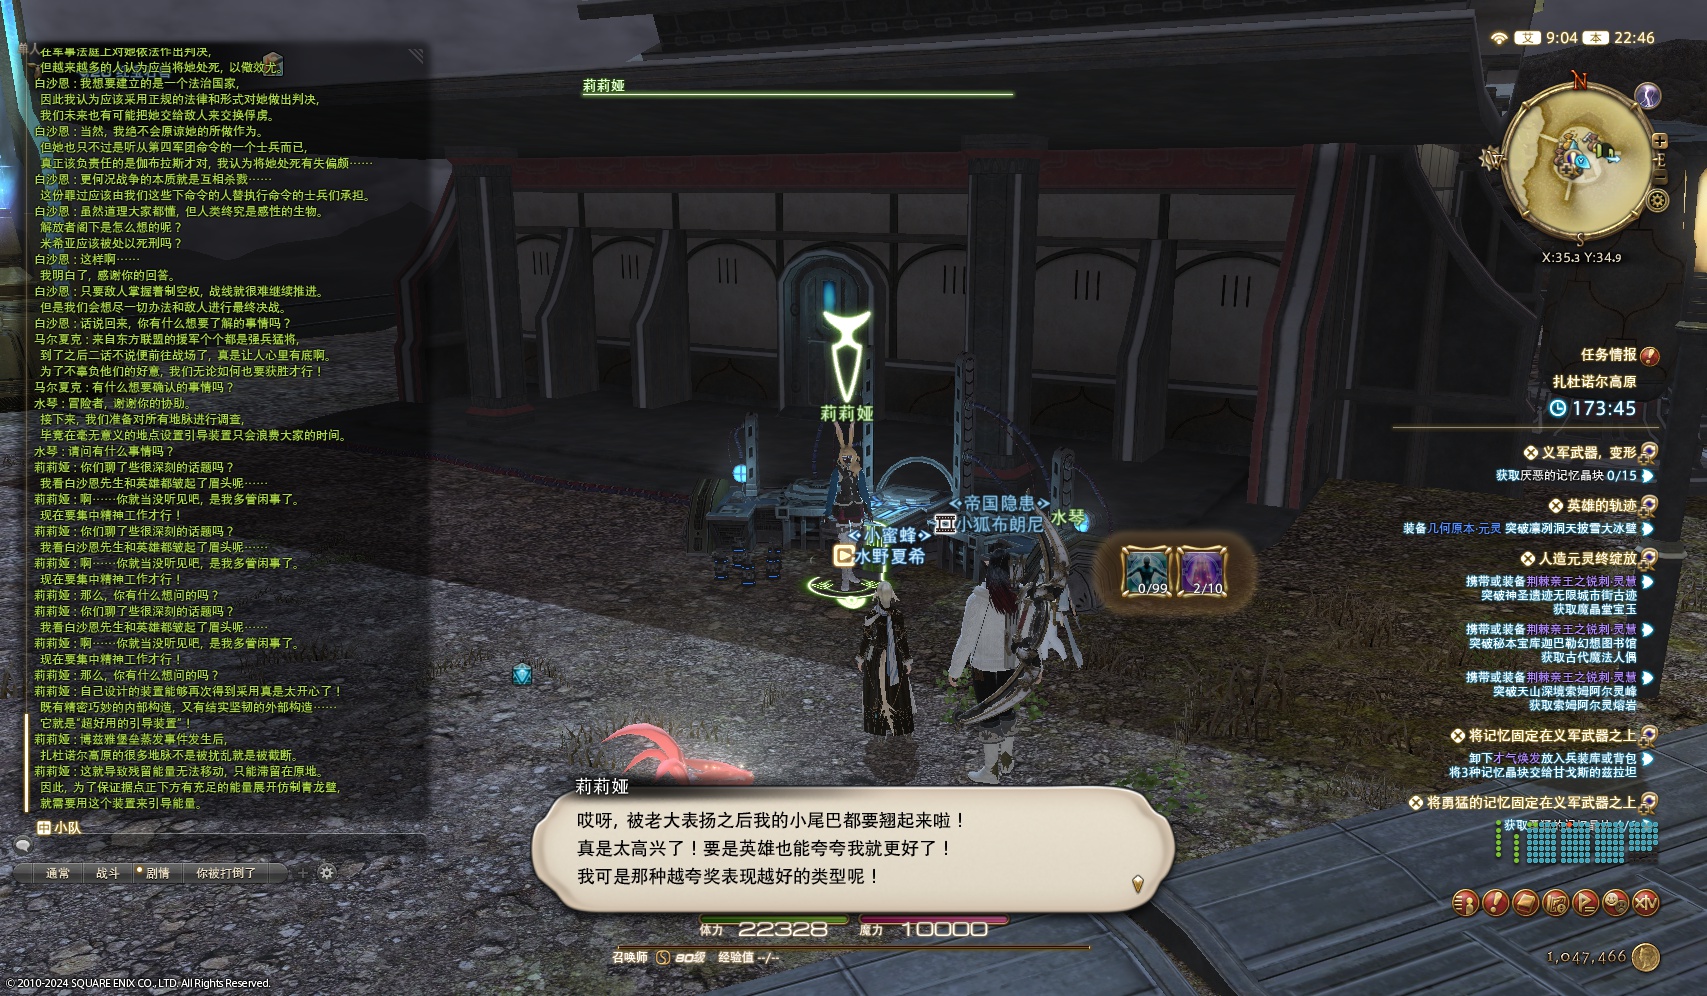 在军事法庭上对她依法作出判决，
但越来越多的人认为应当将她处死，以儆效尤。
白沙恩：我想要建立的是一个法治国家，
因此我认为应该采用正规的法律和形式对她做出判决，
我们未来也有可能把她交给敌人来交换俘虏。
白沙恩：当然，我绝不会原谅她的所做作为。
但她也只不过是听从第四军团命令的一个士兵而已，
真正该负责任的是伽布拉斯才对，我认为将她处死有失偏颇……
白沙恩：更何况战争的本质就是互相杀戮……
这份罪过应该由我们这些下命令的人替执行命令的士兵们承担。
白沙恩：虽然道理大家都懂，但人类终究是感性的生物。
解放者阁下是怎么想的呢？
米希亚应该被处以死刑吗？
白沙恩：这样啊……
我明白了，感谢你的回答。
白沙恩：只要敌人掌握着制空权，战线就很难继续推进。
但是我们会想尽一切办法和敌人进行最终决战。
白沙恩：话说回来，你有什么想要了解的事情吗？
马尔夏克：来自东方联盟的援军个个都是强兵猛将，
到了之后二话不说便前往战场了，真是让人心里有底啊。
为了不辜负他们的好意，我们无论如何也要获胜才行！
马尔夏克：有什么想要确认的事情吗？
水琴：冒险者，谢谢你的协助。
接下来，我们准备对所有地脉进行调查，
毕竟在毫无意义的地点设置引导装置只会浪费大家的时间。
水琴：请问有什么事情吗？
莉莉娅：你们聊了些很深刻的话题吗？
我看白沙恩先生和英雄都皱起了眉头呢……
莉莉娅：啊……你就当没听见吧，是我多管闲事了。
现在要集中精神工作才行！
莉莉娅：你们聊了些很深刻的话题吗？
我看白沙恩先生和英雄都皱起了眉头呢……
莉莉娅：啊……你就当没听见吧，是我多管闲事了。
现在要集中精神工作才行！
莉莉娅：那么，你有什么想问的吗？
莉莉娅：你们聊了些很深刻的话题吗？
我看白沙恩先生和英雄都皱起了眉头呢……
莉莉娅：啊……你就当没听见吧，是我多管闲事了。
现在要集中精神工作才行！
莉莉娅：那么，你有什么想问的吗？
莉莉娅：自己设计的装置能够再次得到采用真是太开心了！
既有精密巧妙的内部构造，又有结实坚韧的外部构造……
它就是“超好用的引导装置”！
莉莉娅：博兹雅堡垒蒸发事件发生后，
扎杜诺尔高原的很多地脉不是被扰乱就是被截断。
莉莉娅：这就导致残留能量无法移动，只能滞留在原地。
因此，为了保证据点正下方有充足的能量展开仿制青龙壁，
就需要用这个装置来引导能量。
小队
通常 战斗 剧情 你被打倒了
©2010-2024 SQUARE ENIX CO., LTD. All Rights Reserved.
莉莉娅
莉莉娅
《帝国隐患》
小狐布朗尼
水琴
《小蜜蜂》
水野夏希
0/99 2/10
莉莉娅
哎呀，被老大表扬之后我的小尾巴都要翘起来啦！
真是太高兴了！要是英雄也能夸夸我就更好了！
我可是那种越夸奖表现越好的类型呢！
体力 22328 魔力 10000
召唤师 80级 经验值 --/--
艾 9:04 本 22:46
N
W
E
S
X:35.3 Y:34.9
任务情报
扎杜诺尔高原
173:45
义军武器，变形
获取厌恶的记忆晶块 0/15
英雄的轨迹
装备几何原本·元灵 突破凛冽洞天披雪大冰壁
人造元灵终绽放
携带或装备荆棘亲王之锐刺·灵慧
突破神圣遗迹无限城市街古迹
获取魔晶堂宝玉
携带或装备荆棘亲王之锐刺·灵慧
突破秘本宝库迦巴勒幻想图书馆
获取古代魔法人偶
携带或装备荆棘亲王之锐刺·灵慧
突破天山深境索姆阿尔灵峰
获取索姆阿尔灵熔岩
将记忆固定在义军武器之上
卸下才气焕发放入兵装库或背包
将3种记忆晶块交给甘戈斯的兹拉坦
将勇猛的记忆固定在义军武器之上
获取
XIV
1,047,466